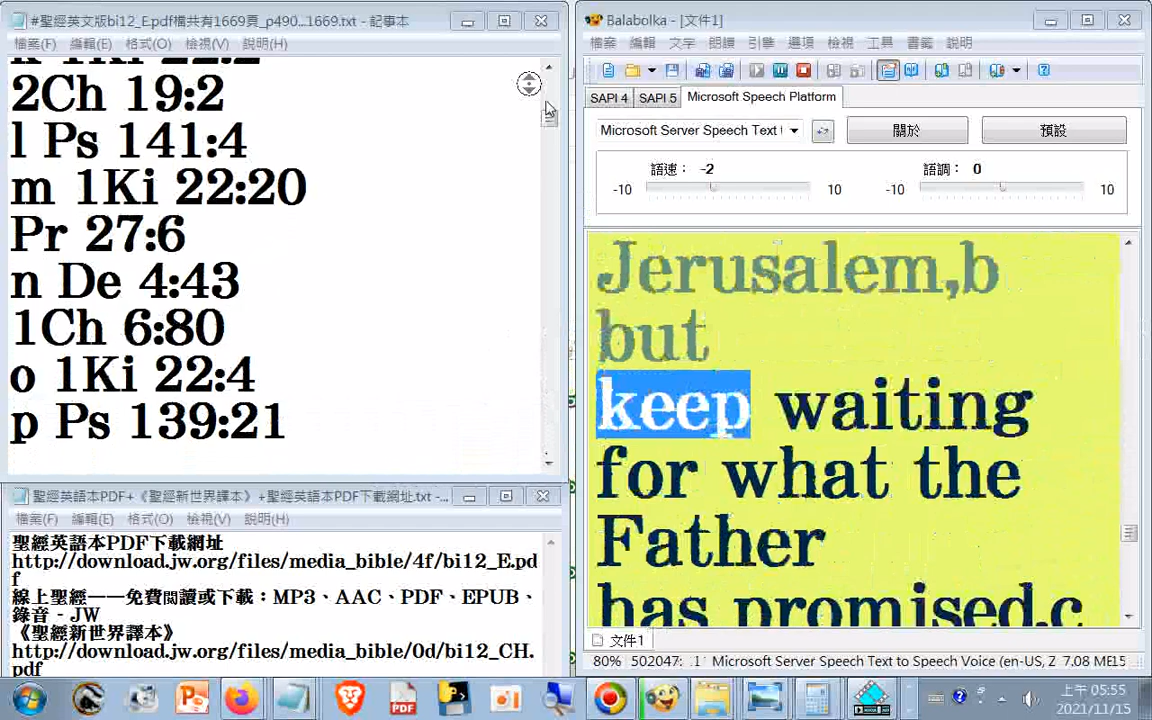 #聖經英文版bi12_E.pdf檔共有1669頁_p490...1669.txt - 記事本
檔案(F) 編輯(E) 格式(O) 檢視(V) 說明(H)
k 1Ki 22:2
2Ch 19:2
l Ps 141:4
m 1Ki 22:20
Pr 27:6
n De 4:43
1Ch 6:80
o 1Ki 22:4
p Ps 139:21
聖經英語本PDF+《聖經新世界譯本》+聖經英語本PDF下載網址.txt -...
檔案(F) 編輯(E) 格式(O) 檢視(V) 說明(H)
聖經英語本PDF下載網址
http://download.jw.org/files/media_bible/4f/bi12_E.pd
f
線上聖經——免費閱讀或下載：MP3、AAC、PDF、EPUB、
錄音 - JW
《聖經新世界譯本》
http://download.jw.org/files/media_bible/0d/bi12_CH.
pdf
Balabolka - [文件1]
檔案 編輯 文字 朗讀 引擎 選項 檢視 工具 書籤 說明
SAPI 4 SAPI 5 Microsoft Speech Platform
Microsoft Server Speech Text 關於 預設
語速： -2 語調： 0
-10 10 -10 10
Jerusalem,b
but
keep waiting
for what the
Father
has promised,c
文件1
80% 502047: Microsoft Server Speech Text to Speech Voice (en-US, Z 7.08 ME
上午 05:55
2021/11/15